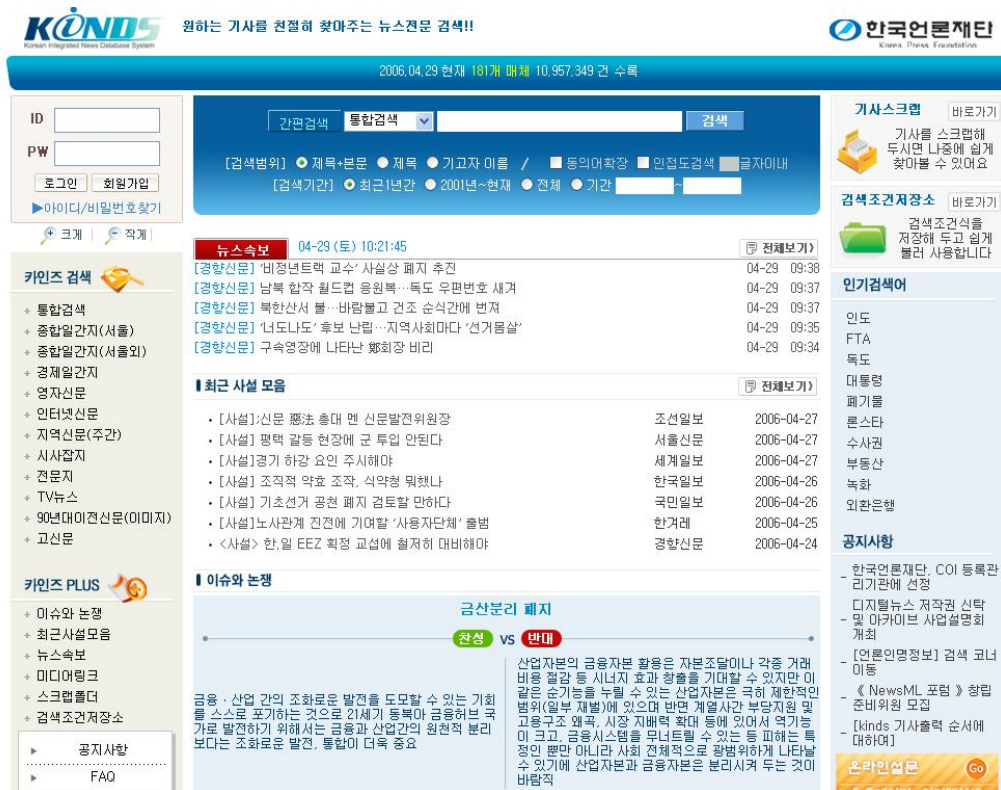 KINDS
Korean Integrated News Database System
원하는 기사를 친절히 찾아주는 뉴스전문 검색!!
한국언론재단
Korea Press Foundation
2006,04,29 현재 181개 매체 10,957,349 건 수록
ID
PW
로그인 회원가입
▶아이디/비밀번호찾기
크게 | 작게
간편검색 통합검색 검색
[검색범위] 제목+본문 제목 기고자 이름 / 동의어확장 인접도검색 글자이내
[검색기간] 최근1년간 2001년~현재 전체 기간 ~
기사스크랩 바로가기
기사를 스크랩해
두시면 나중에 쉽게
찾아볼 수 있어요
검색조건저장소 바로가기
검색조건식을
저장해 두고 쉽게
불러 사용합니다
카인즈 검색
통합검색
종합일간지(서울)
종합일간지(서울외)
경제일간지
영자신문
인터넷신문
지역신문(주간)
시사잡지
전문지
TV뉴스
90년대이전신문(이미지)
고신문
카인즈 PLUS
이슈와 논쟁
최근사설모음
뉴스속보
미디어링크
스크랩폴더
검색조건저장소
공지사항
FAQ
뉴스속보 04-29 (토) 10:21:45 전체보기
[경향신문] ‘비정년트랙 교수’ 사실상 폐지 추진 04-29 09:38
[경향신문] 남북 합작 월드컵 응원복…독도 우편번호 새겨 04-29 09:37
[경향신문] 북한산서 불…바람불고 건조 순식간에 번져 04-29 09:37
[경향신문] ‘너도나도’ 후보 난립…지역사회마다 ‘선거몸살’ 04-29 09:35
[경향신문] 구속영장에 나타난 鄭회장 비리 04-29 09:34
최근 사설 모음 전체보기
• [사설];신문 惡法 총대 멘 신문발전위원장 조선일보 2006-04-27
• [사설] 평택 갈등 현장에 군 투입 안된다 서울신문 2006-04-27
• [사설]경기 하강 요인 주시해야 세계일보 2006-04-27
• [사설] 조직적 약효 조작, 식약청 뭐했나 한국일보 2006-04-26
• [사설] 기초선거 공천 폐지 검토할 만하다 국민일보 2006-04-26
• [사설]노사관계 진전에 기여할 ‘사용자단체’ 출범 한겨레 2006-04-25
• <사설> 한.일 EEZ 획정 교섭에 철저히 대비해야 경향신문 2006-04-24
이슈와 논쟁
금산분리 폐지
찬성 vs 반대
금융ㆍ산업 간의 조화로운 발전을 도모할 수 있는 기회
를 스스로 포기하는 것으로 21세기 동북아 금융허브 국
가로 발전하기 위해서는 금융과 산업간의 원천적 분리
보다는 조화로운 발전, 통합이 더욱 중요
산업자본의 금융자본 활용은 자본조달이나 각종 거래
비용 절감 등 시너지 효과 창출을 기대할 수 있지만 이
같은 순기능을 누릴 수 있는 산업자본은 극히 제한적인
범위(일부 재벌)에 있으며 반면 계열사간 부당지원 및
고용구조 왜곡, 시장 지배력 확대 등에 있어서 역기능
이 크고, 금융시스템을 무너트릴 수 있는 등 피해는 특
정인 뿐만 아니라 사회 전체적으로 광범위하게 나타날
수 있기에 산업자본과 금융자본은 분리시켜 두는 것이
바람직
인기검색어
인도
FTA
독도
대통령
폐기물
론스타
수사권
부동산
녹화
외환은행
공지사항
한국언론재단, COI 등록관
리기관에 선정
디지털뉴스 저작권 신탁
및 아카이브 사업설명회
개최
[언론인명정보] 검색 코너
이동
《 NewsML 포럼 》창립
준비위원 모집
[kinds 기사출력 순서에
대하여]
온라인설문 Go